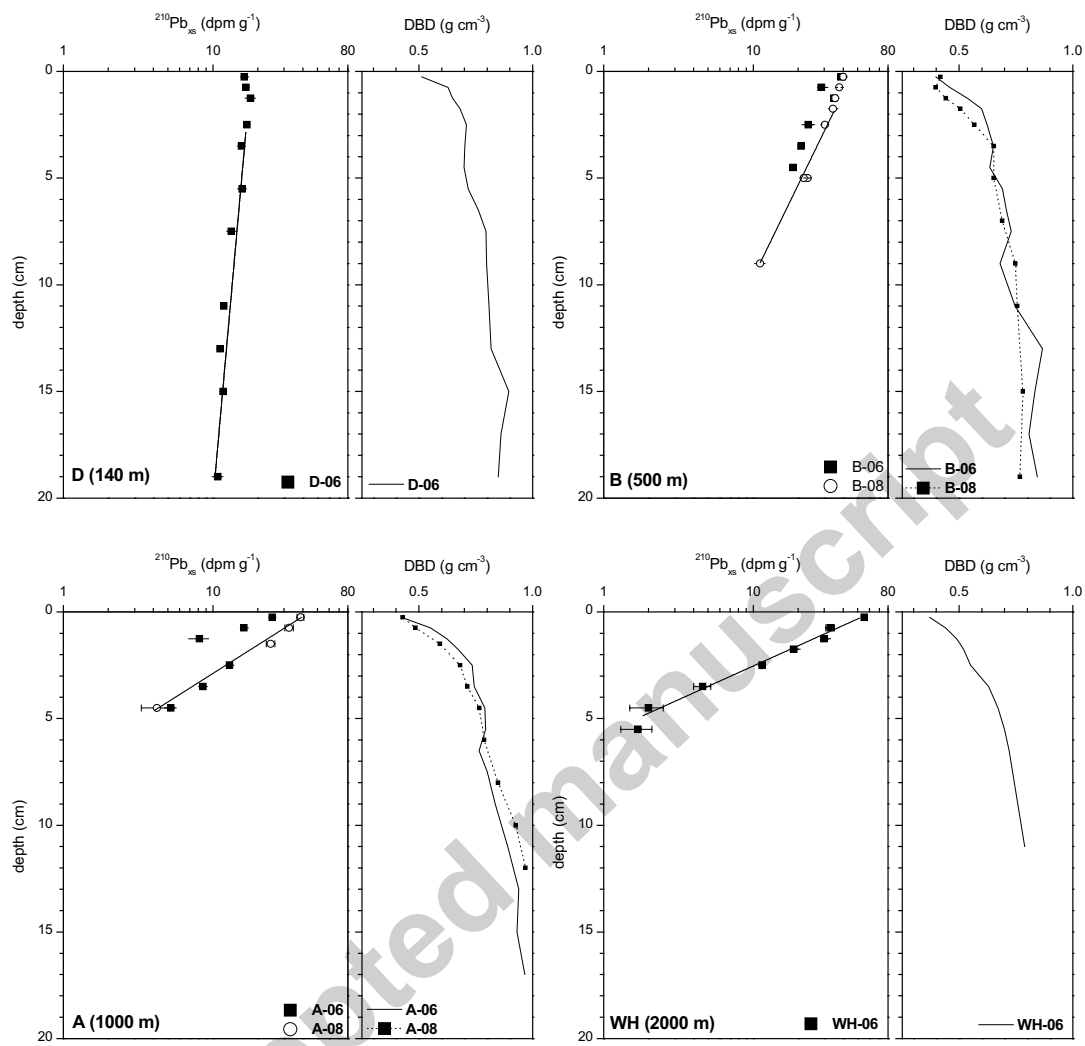 ²¹⁰Pbxs (dpm g⁻¹) DBD (g cm⁻³)
1 10 80 0.5 1.0
0
5
10
15
20
depth (cm)
D (140 m) D-06 D-06
²¹⁰Pbxs (dpm g⁻¹) DBD (g cm⁻³)
1 10 80 0.5 1.0
0
5
10
15
20
depth (cm)
B (500 m)
B-06 B-06
B-08 B-08
²¹⁰Pbxs (dpm g⁻¹) DBD (g cm⁻³)
1 10 80 0.5 1.0
0
5
10
15
20
depth (cm)
A (1000 m)
A-06 A-06
A-08 A-08
²¹⁰Pbxs (dpm g⁻¹) DBD (g cm⁻³)
1 10 80 0.5 1.0
0
5
10
15
20
depth (cm)
WH (2000 m) WH-06 WH-06
pted manuscript